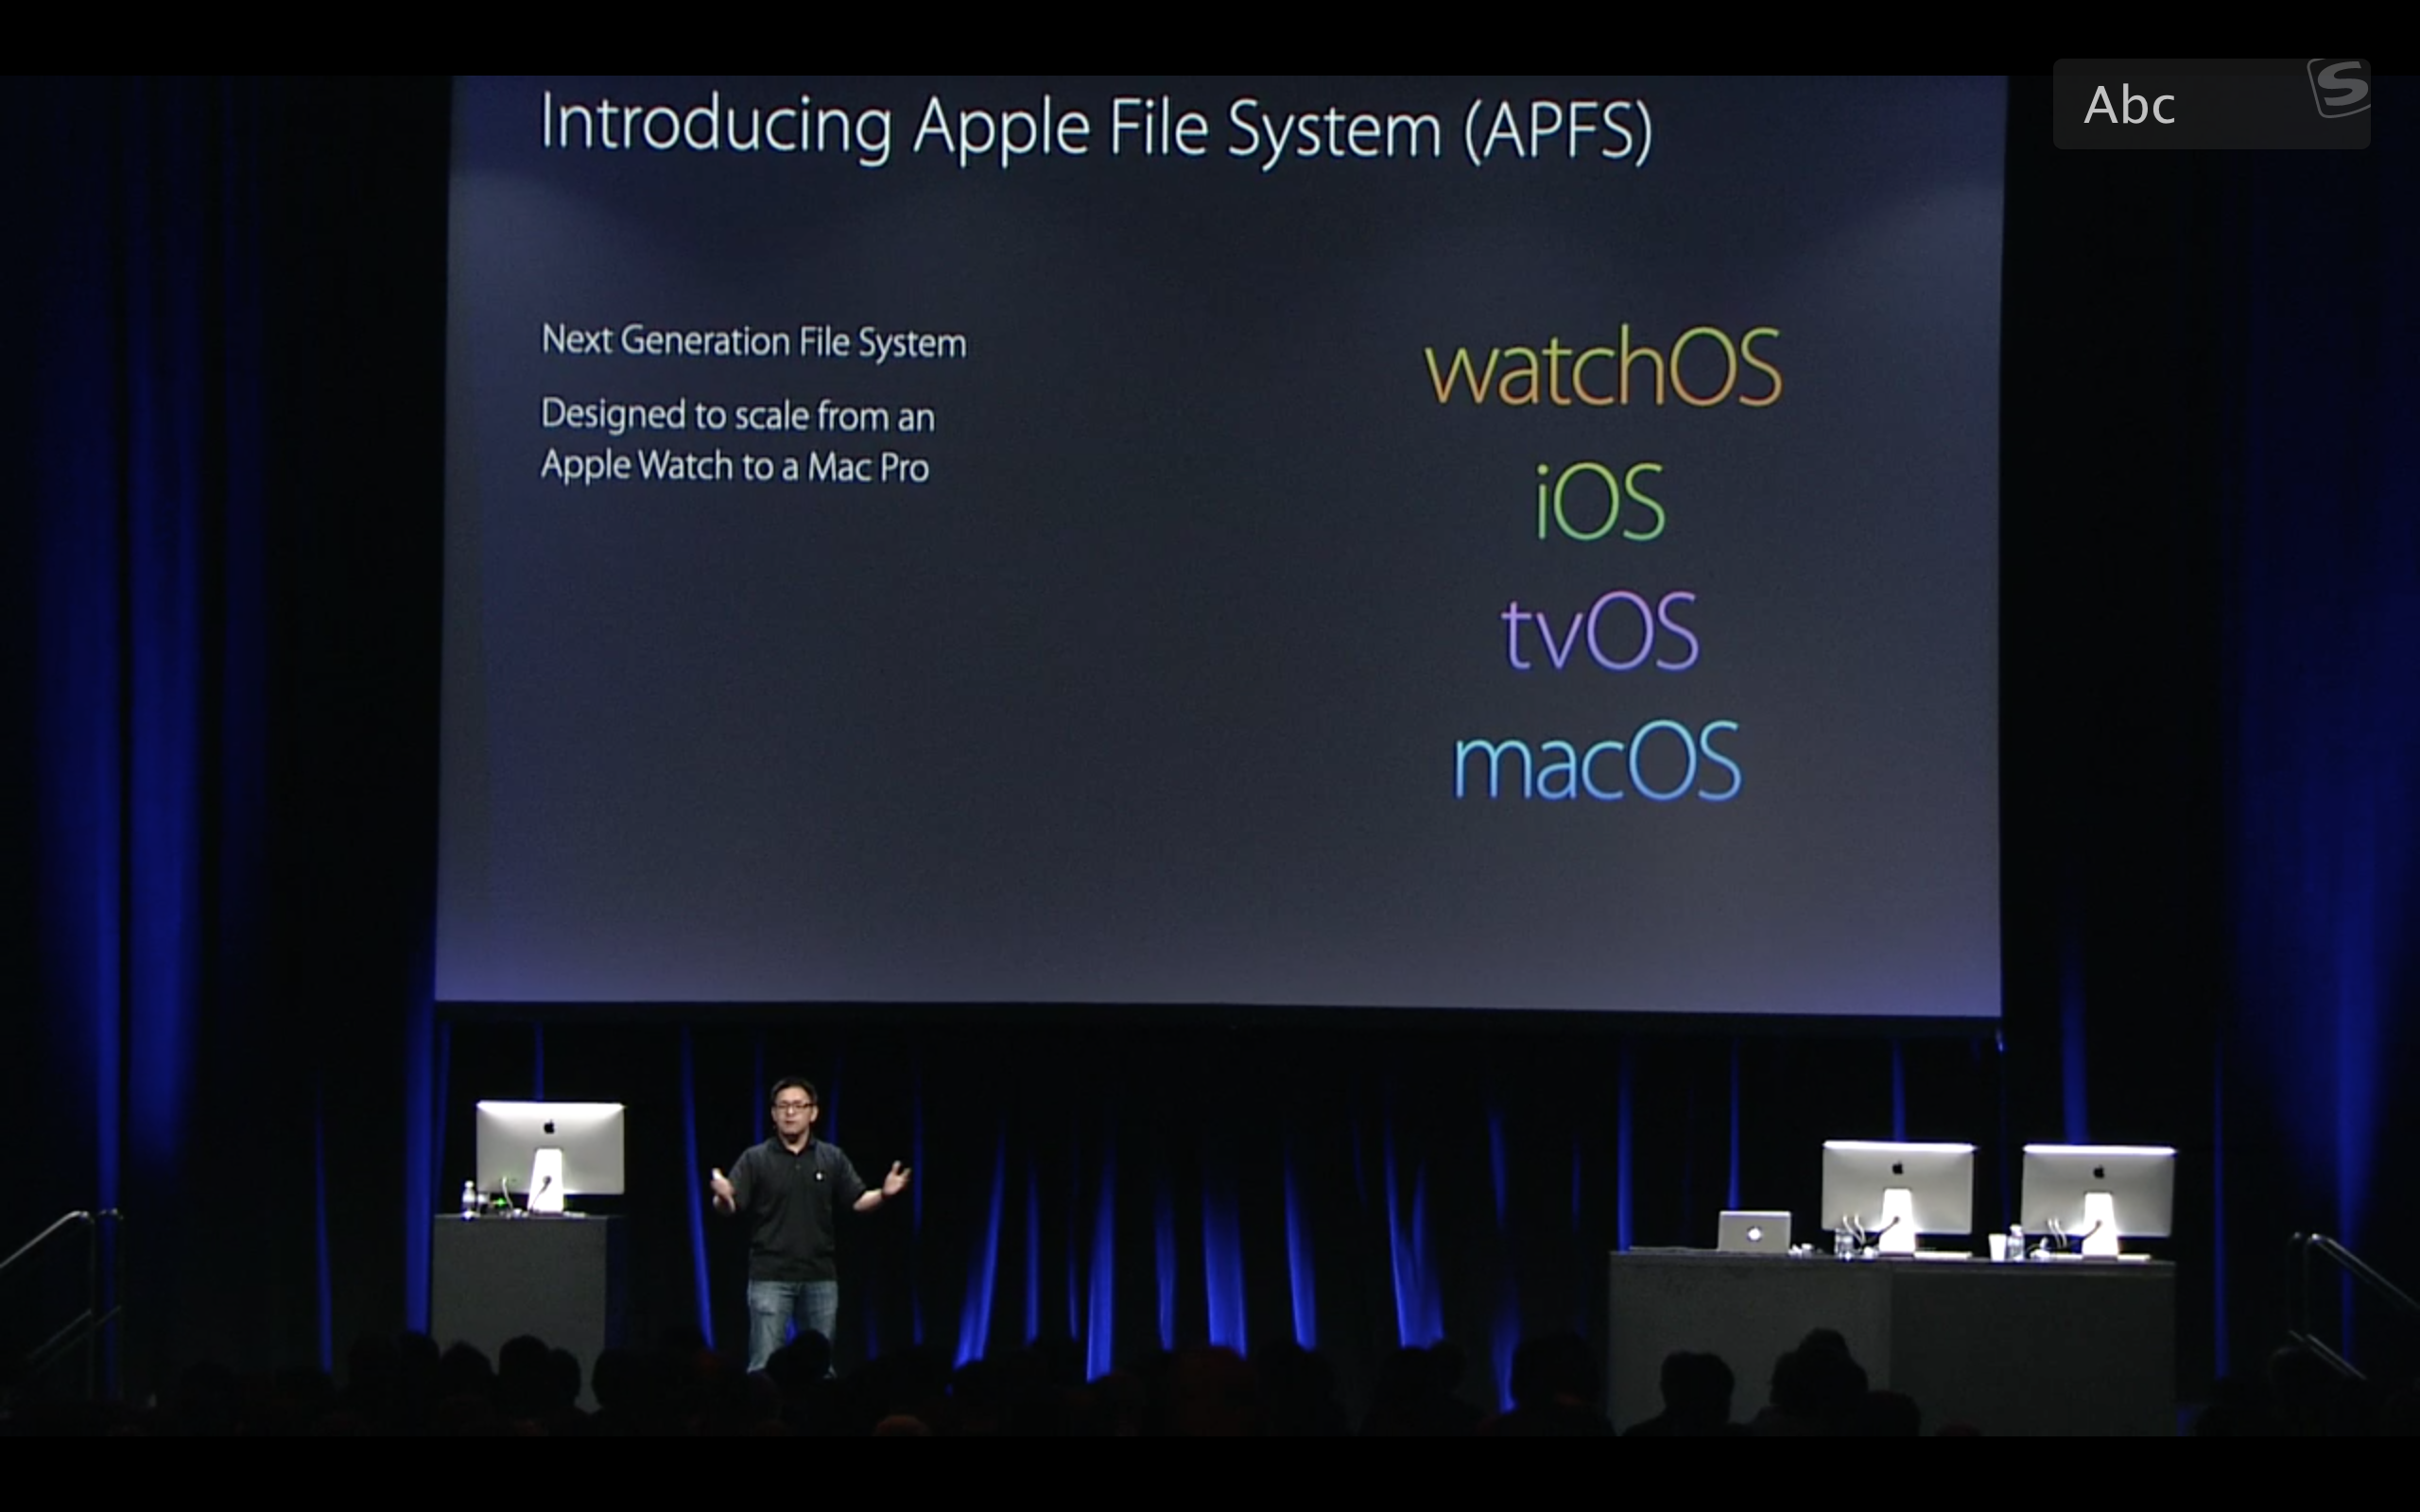 Introducing Apple File System (APFS)
Abc
Next Generation File System
Designed to scale from an
Apple Watch to a Mac Pro
watchOS
iOS
tvOS
macOS